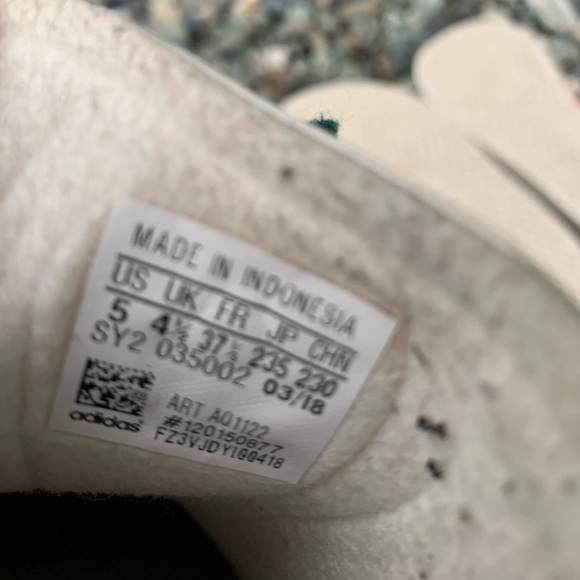 MADE IN INDONESIA
US UK FR JP CHN
5 4½ 37⅓ 235 230
SY2 035002 03/18
ART AQ1122
#120150877
adidas FZ3VJDYIQQ418